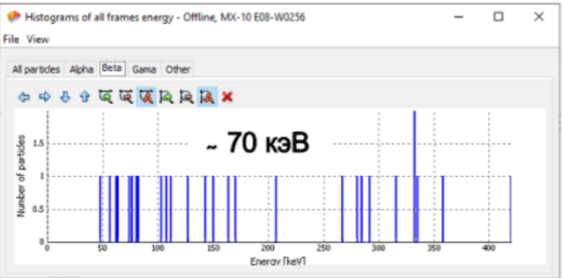 Histograms of all frames energy - Offline, MX-10 E08-W0256
File View
All particles Alpha Beta Gama Other
~ 70 кэВ
Number of particles
1.5
1
0.5
0
0 50 100 150 200 250 300 350 400
Energy [keV]